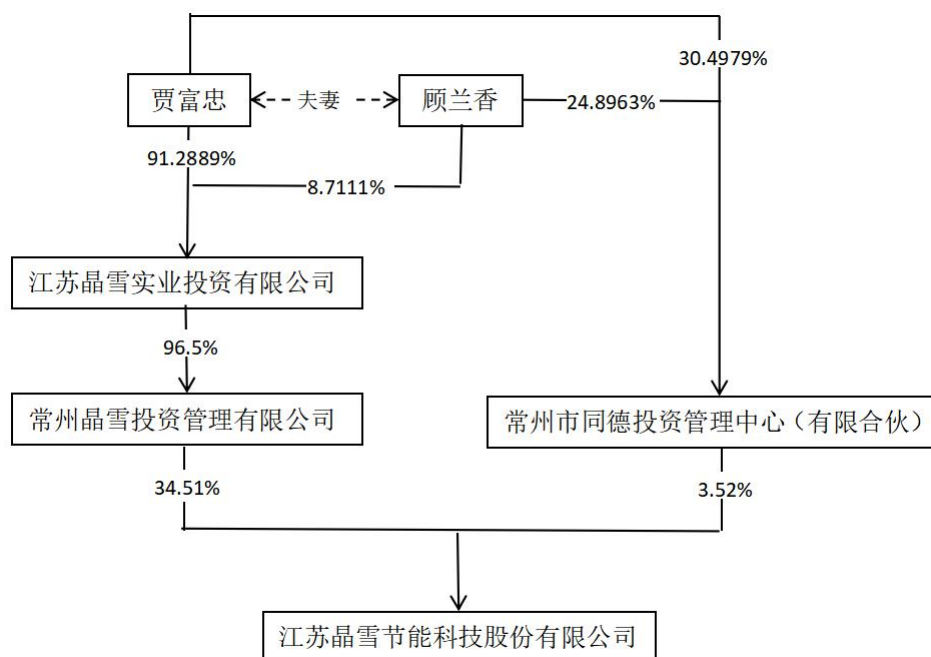 30.4979%
贾富忠
夫妻
顾兰香
24.8963%
91.2889%
8.7111%
江苏晶雪实业投资有限公司
96.5%
常州晶雪投资管理有限公司
常州市同德投资管理中心（有限合伙）
34.51%
3.52%
江苏晶雪节能科技股份有限公司